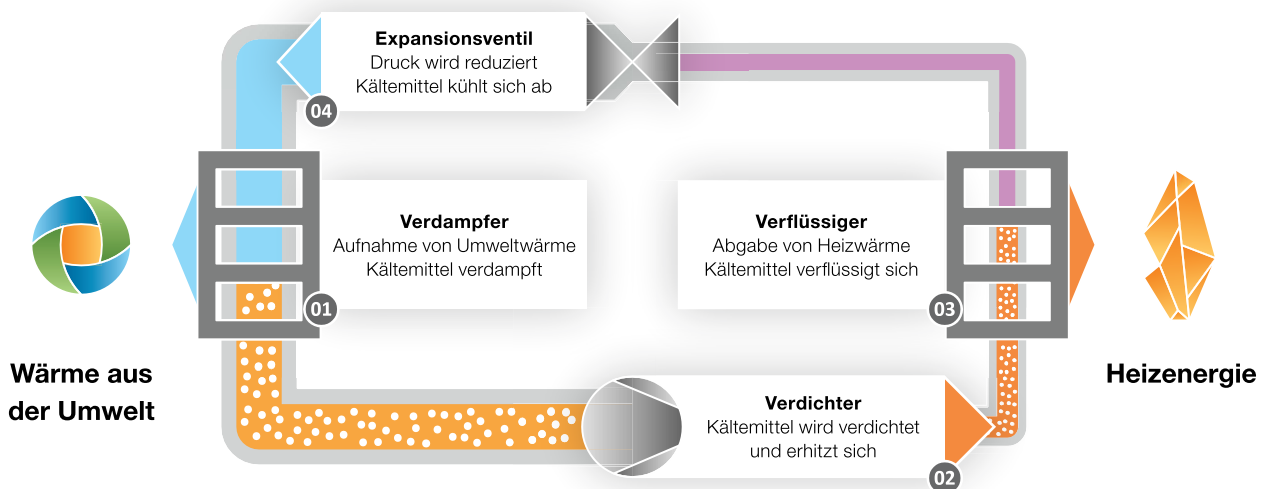 Expansionsventil
Druck wird reduziert
Kältemittel kühlt sich ab
04
Verdampfer
Aufnahme von Umweltwärme
Kältemittel verdampft
01
Verflüssiger
Abgabe von Heizwärme
Kältemittel verflüssigt sich
03
Wärme aus
der Umwelt
Heizenergie
Verdichter
Kältemittel wird verdichtet
und erhitzt sich
02